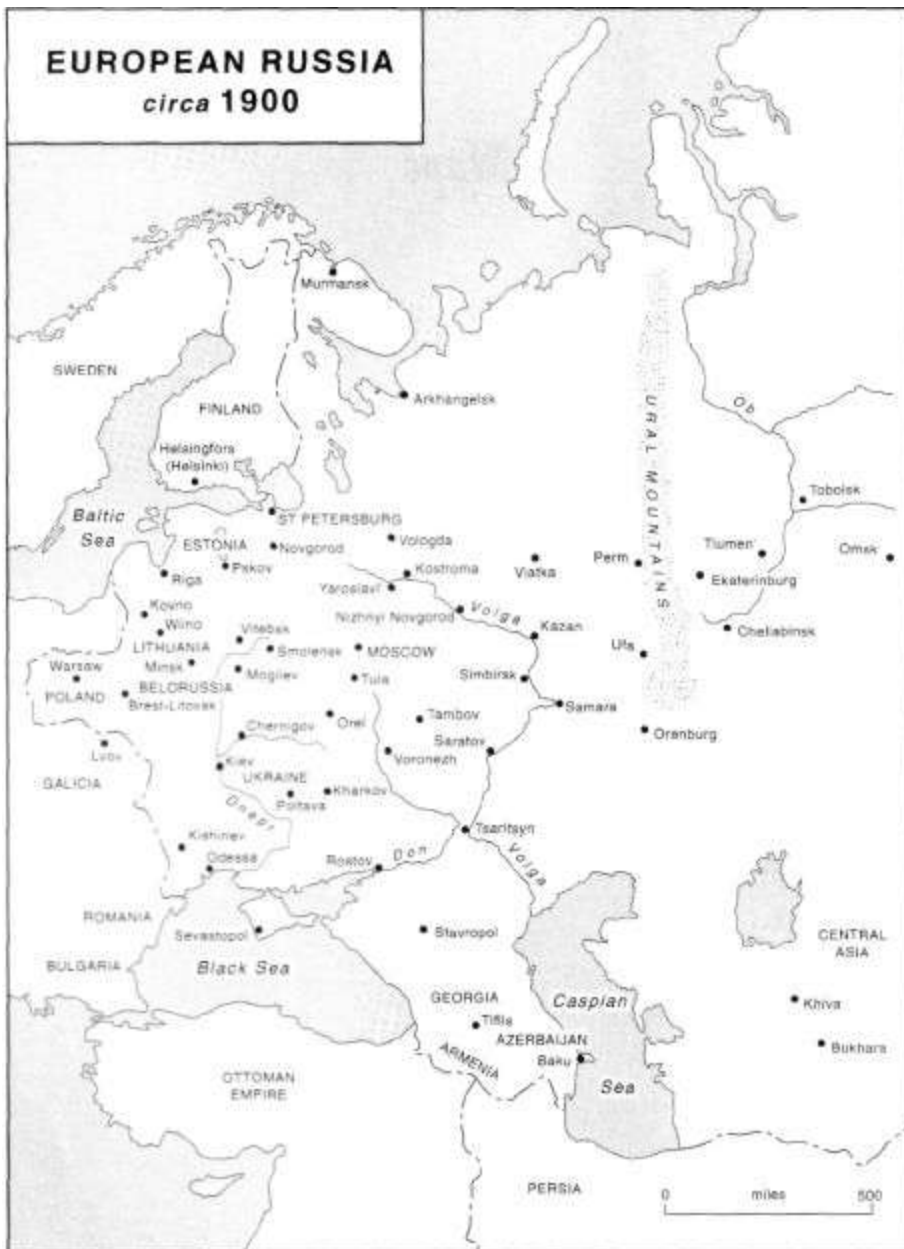 EUROPEAN RUSSIA
circa 1900
Murmansk
SWEDEN
FINLAND
Arkhangelsk
Ob
URAL MOUNTAINS
Helsingfors
(Helsinki)
Tobolsk
Baltic
Sea
ST PETERSBURG
ESTONIA
Novgorod
Vologda
Pskov
Riga
Kostroma
Viatka
Perm
Tiumen
Omsk
Yaroslavl
Ekaterinburg
Kovno
Nizhnyi Novgorod
Volga
Wilno
Vitebsk
Kazan
Cheliabinsk
LITHUANIA
Smolensk
MOSCOW
Ufa
Warsaw
Minsk
Mogilev
Tula
Simbirsk
POLAND
BELORUSSIA
Brest-Litovsk
Samara
Chernigov
Orel
Tambov
Orenburg
Lvov
Saratov
Voronezh
Kiev
GALICIA
UKRAINE
Kharkov
Poltava
Dnepr
Tsaritsyn
Kishinev
Don
Volga
Odessa
Rostov
ROMANIA
Sevastopol
Stavropol
CENTRAL
ASIA
BULGARIA
Black Sea
GEORGIA
Caspian
Khiva
Tiflis
AZERBAIJAN
ARMENIA
Baku
Bukhara
OTTOMAN
EMPIRE
Sea
PERSIA
0 miles 500